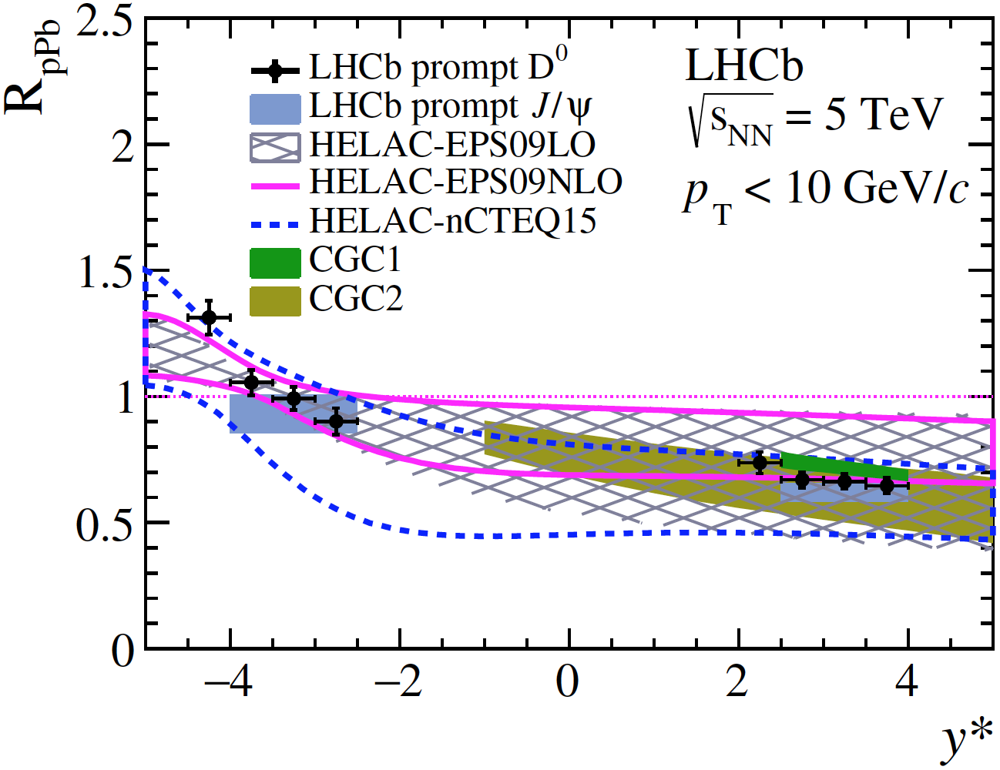 R_pPb
2.5
2
1.5
1
0.5
0
LHCb prompt D⁰
LHCb prompt J/ψ
HELAC-EPS09LO
HELAC-EPS09NLO
HELAC-nCTEQ15
CGC1
CGC2
LHCb
√s_NN = 5 TeV
p_T < 10 GeV/c
−4 −2 0 2 4
y*